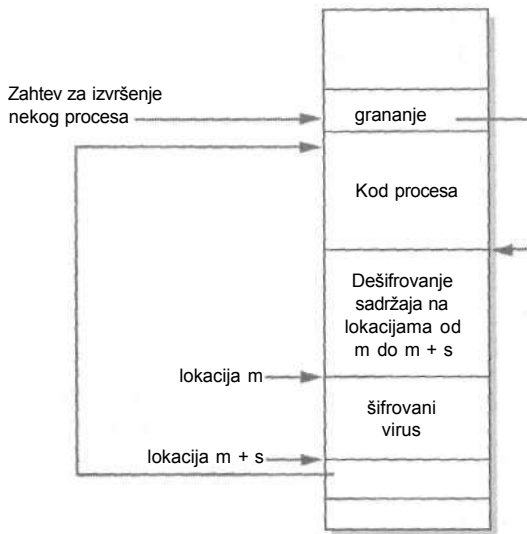 Zahtev za izvršenje
nekog procesa
grananje
Kod procesa
Dešifrovanje
sadržaja na
lokacijama od
m do m + s
lokacija m
šifrovani
virus
lokacija m + s